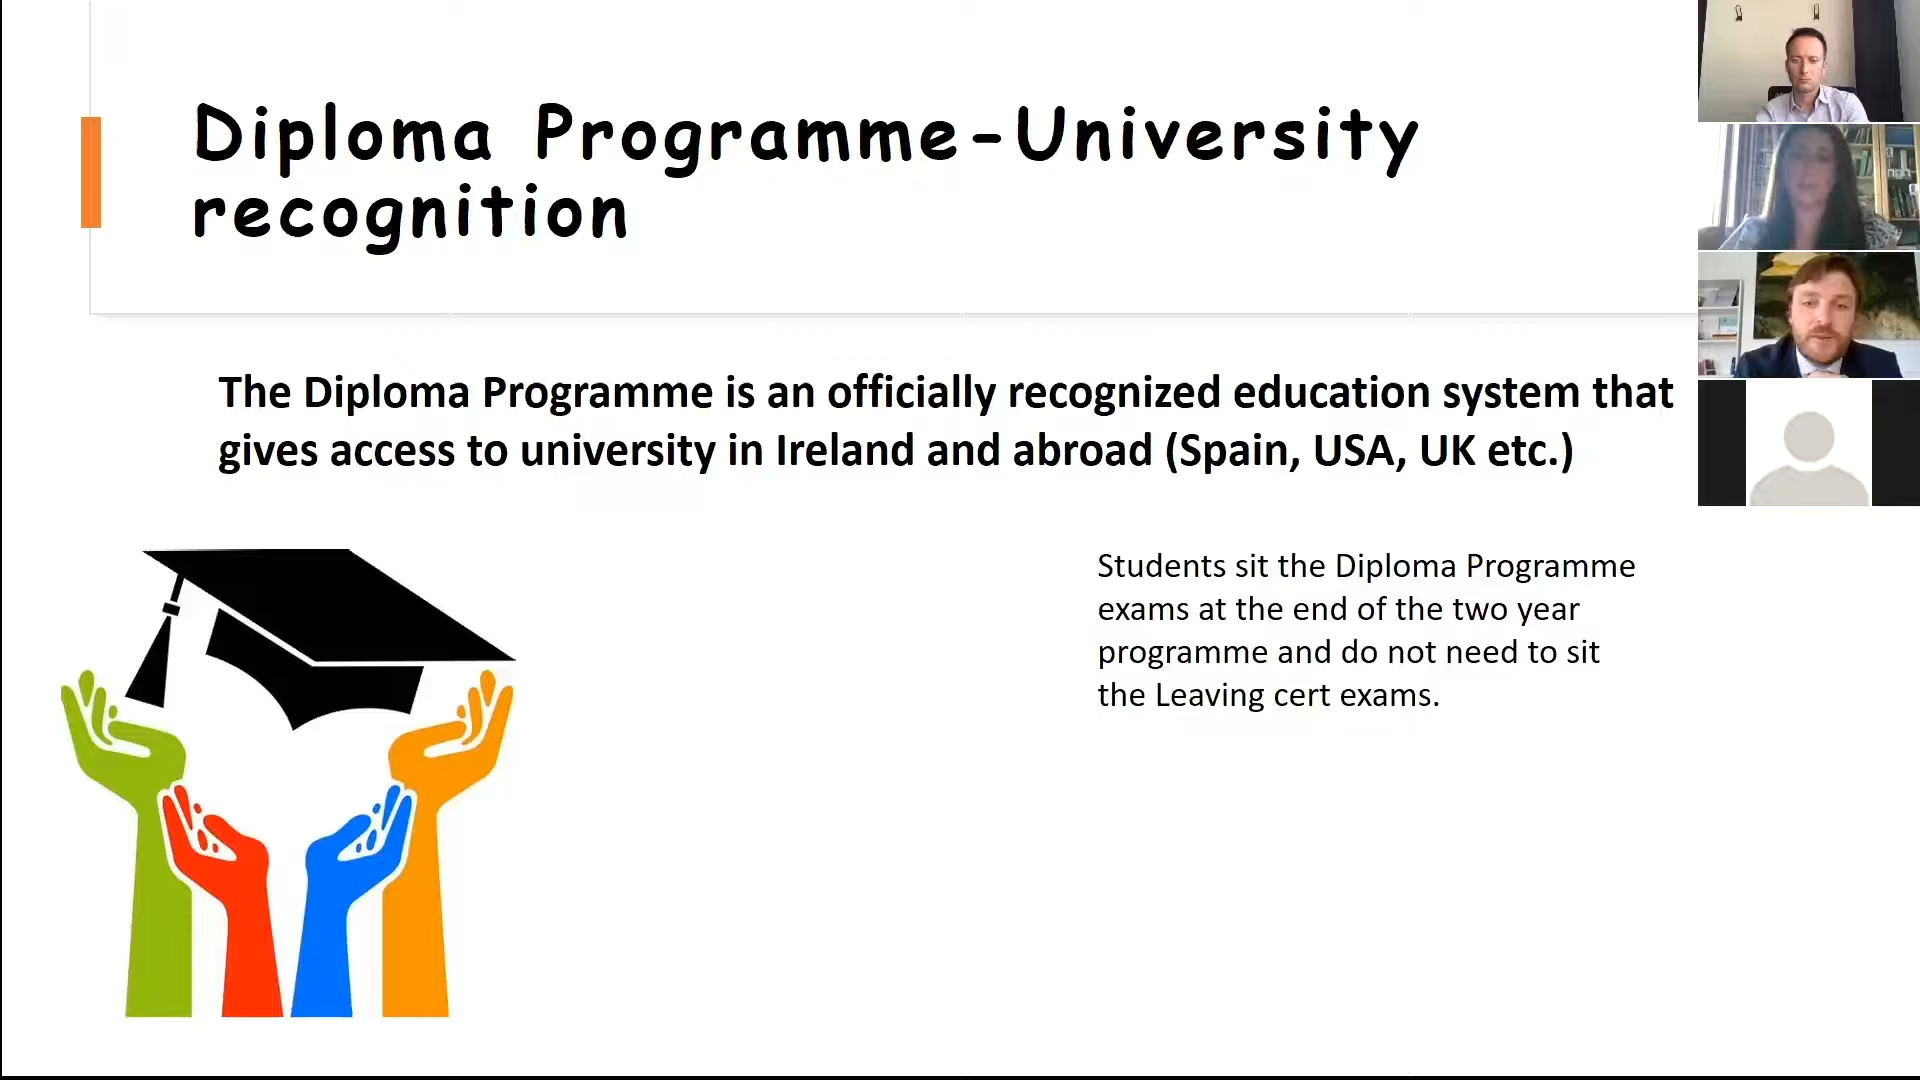 Diploma Programme-University
recognition
The Diploma Programme is an officially recognized education system that
gives access to university in Ireland and abroad (Spain, USA, UK etc.)
Students sit the Diploma Programme
exams at the end of the two year
programme and do not need to sit
the Leaving cert exams.